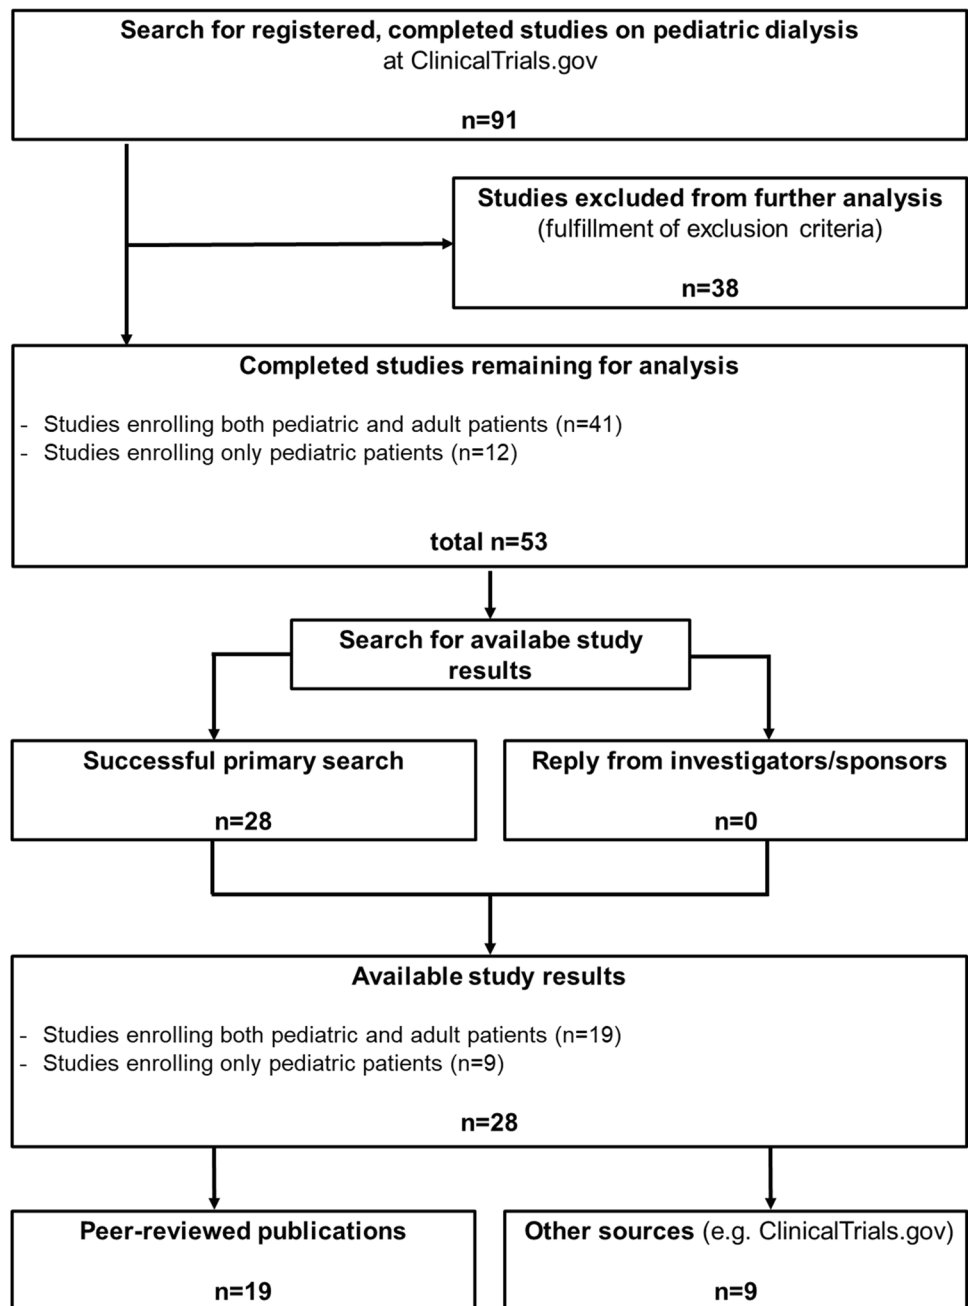 Search for registered, completed studies on pediatric dialysis
at ClinicalTrials.gov
n=91
Studies excluded from further analysis
(fulfillment of exclusion criteria)
n=38
Completed studies remaining for analysis
- Studies enrolling both pediatric and adult patients (n=41)
- Studies enrolling only pediatric patients (n=12)
total n=53
Search for availabe study
results
Successful primary search
n=28
Reply from investigators/sponsors
n=0
Available study results
- Studies enrolling both pediatric and adult patients (n=19)
- Studies enrolling only pediatric patients (n=9)
n=28
Peer-reviewed publications
n=19
Other sources (e.g. ClinicalTrials.gov)
n=9